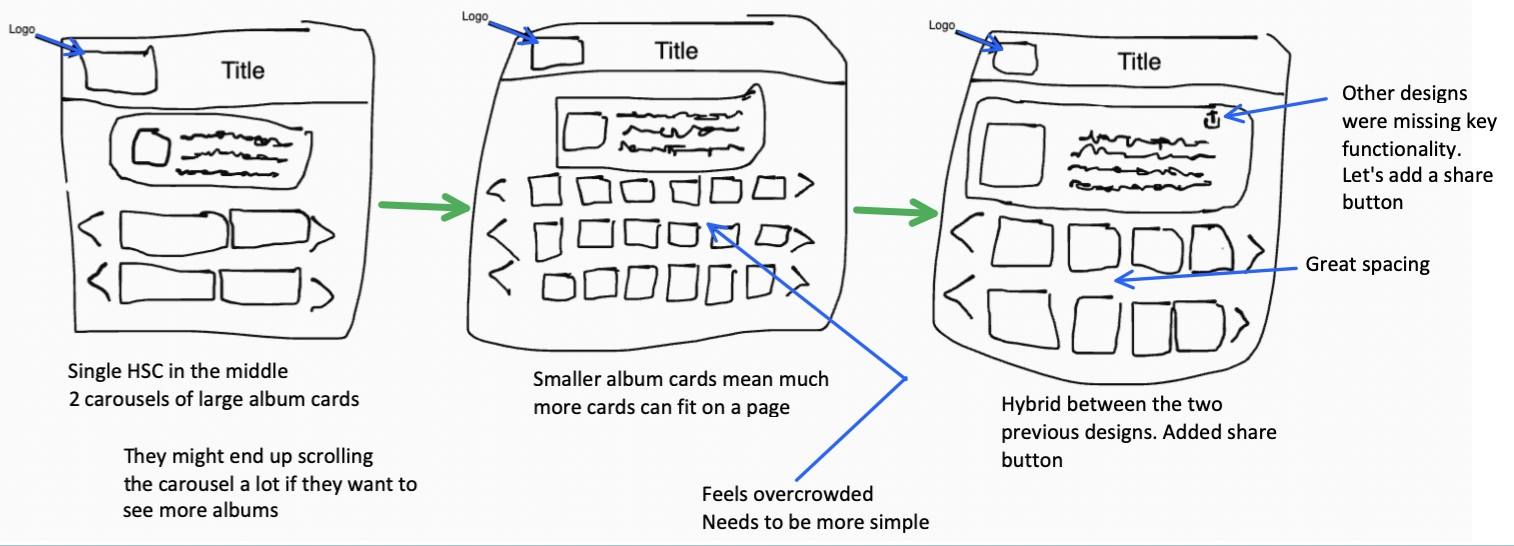 Logo
Title
Single HSC in the middle
2 carousels of large album cards
They might end up scrolling
the carousel a lot if they want to
see more albums
Logo
Title
Smaller album cards mean much
more cards can fit on a page
Feels overcrowded
Needs to be more simple
Logo
Title
Other designs
were missing key
functionality.
Let's add a share
button
Great spacing
Hybrid between the two
previous designs. Added share
button